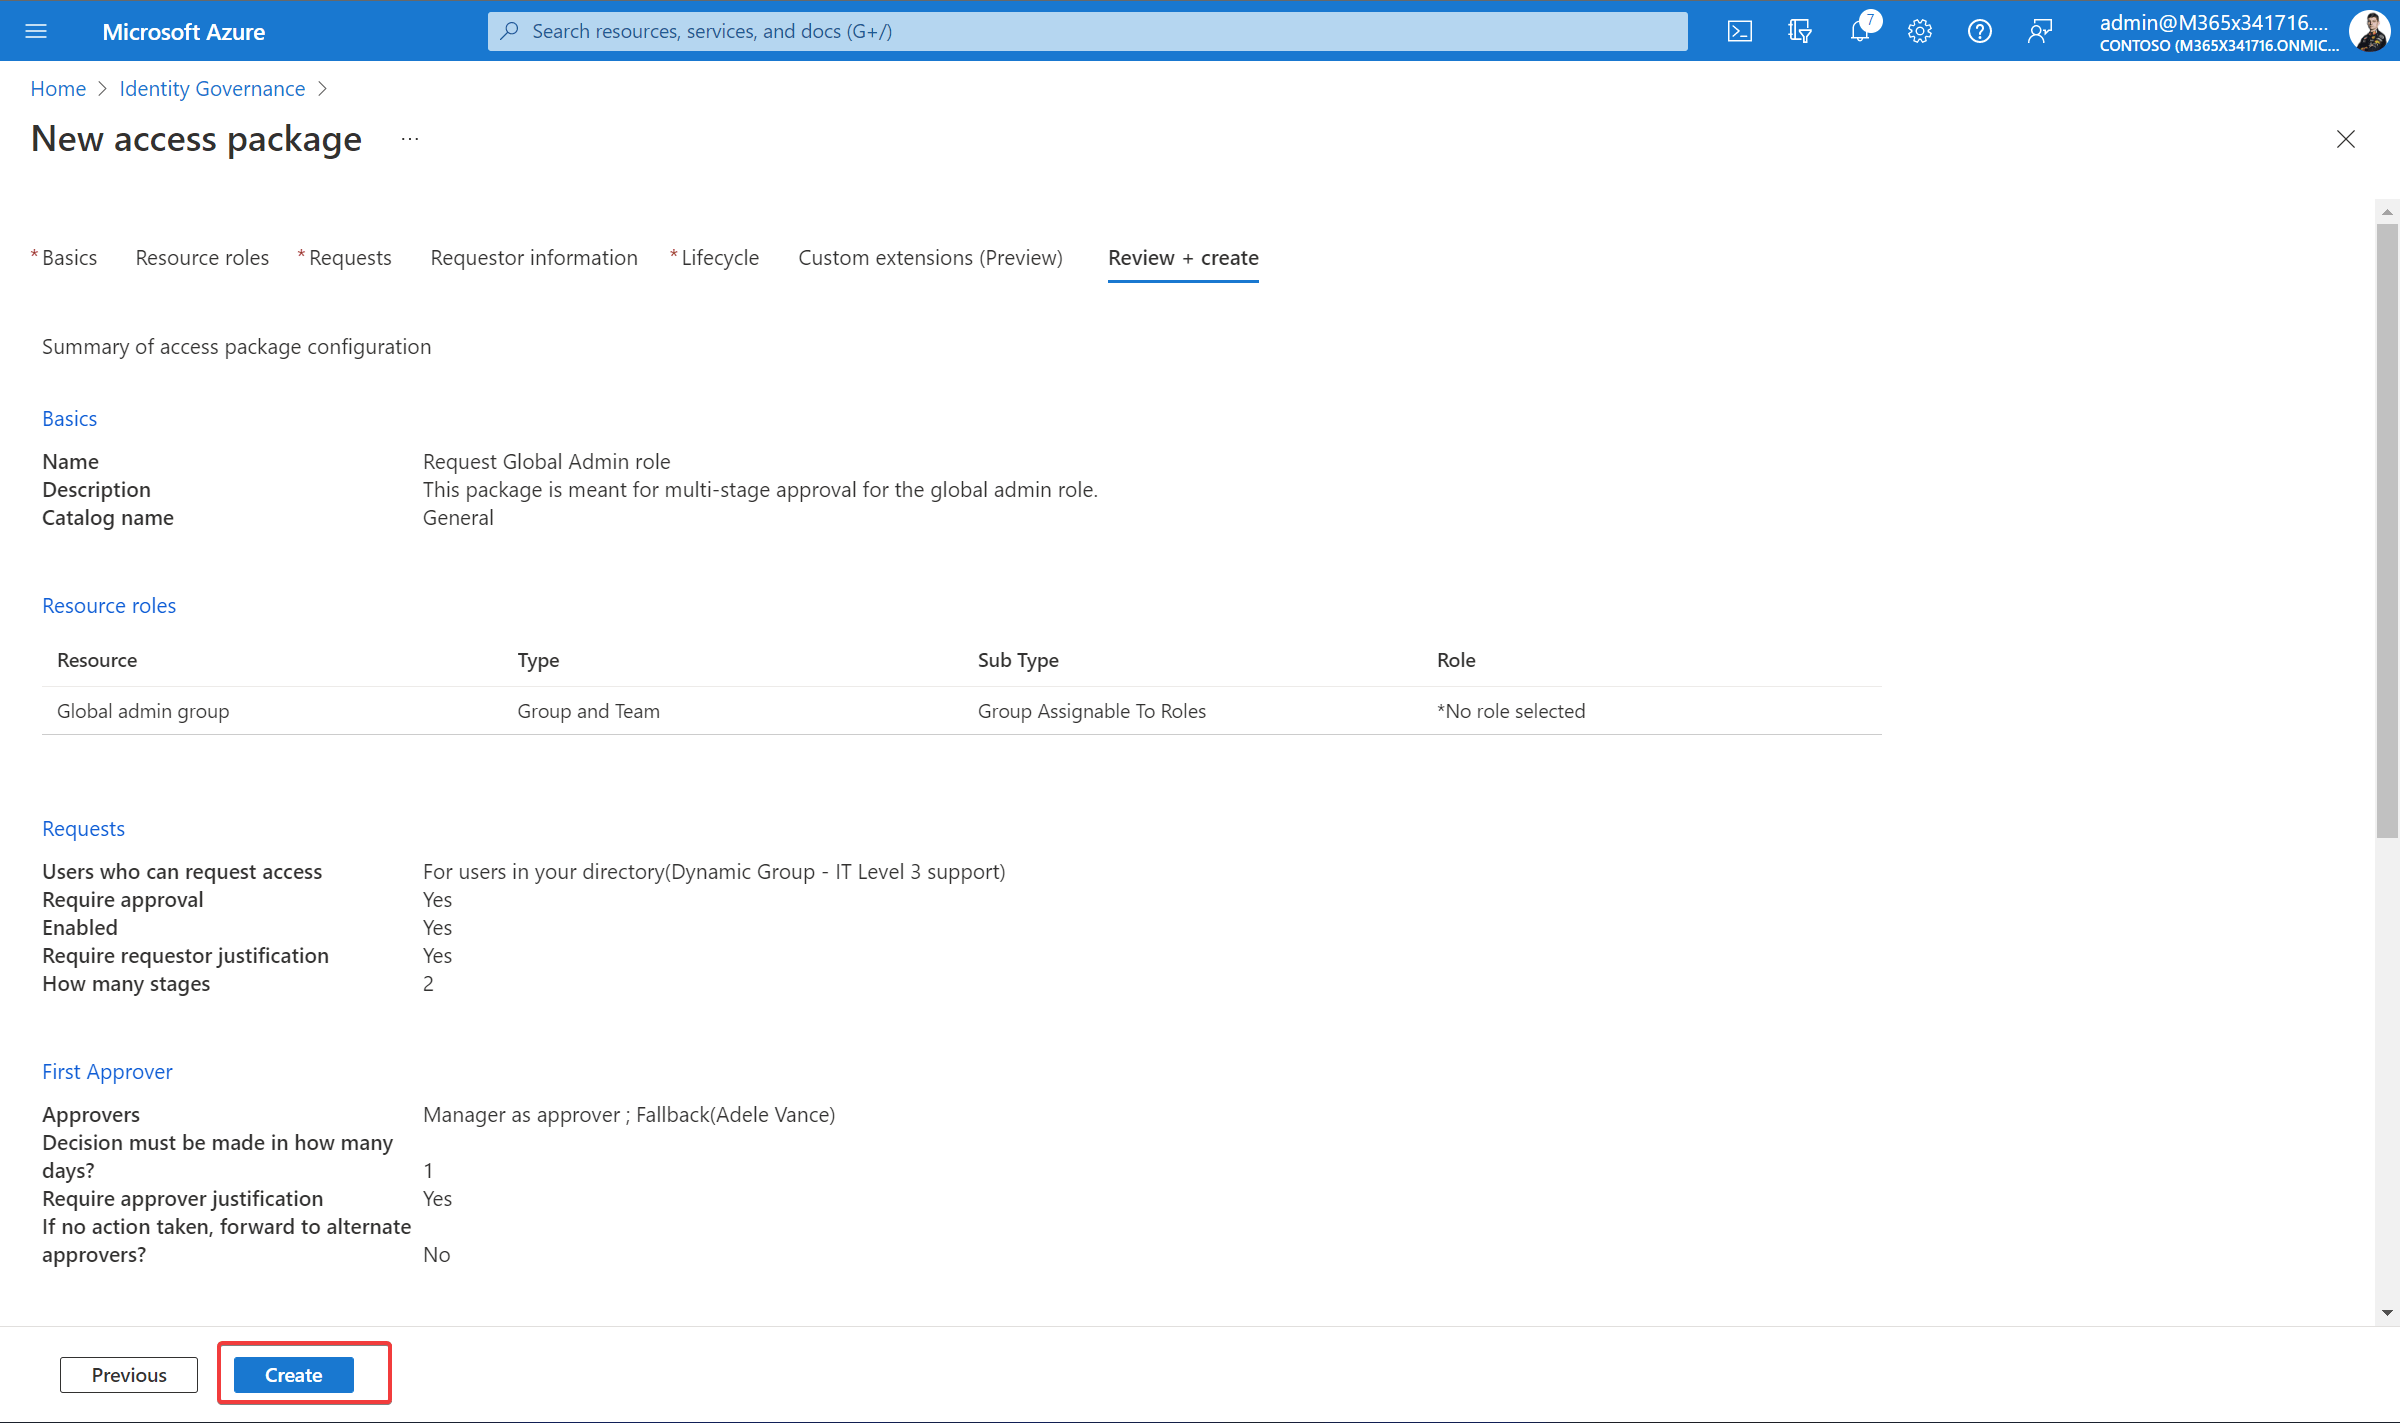 Microsoft Azure
Search resources, services, and docs (G+/)
7
admin@M365x341716....
CONTOSO (M365X341716.ONMIC...
Home > Identity Governance >
New access package ...
* Basics Resource roles * Requests Requestor information * Lifecycle Custom extensions (Preview) Review + create
Summary of access package configuration
Basics
Name Request Global Admin role
Description This package is meant for multi-stage approval for the global admin role.
Catalog name General
Resource roles
Resource Type Sub Type Role
Global admin group Group and Team Group Assignable To Roles *No role selected
Requests
Users who can request access For users in your directory(Dynamic Group - IT Level 3 support)
Require approval Yes
Enabled Yes
Require requestor justification Yes
How many stages 2
First Approver
Approvers Manager as approver ; Fallback(Adele Vance)
Decision must be made in how many
days? 1
Require approver justification Yes
If no action taken, forward to alternate
approvers? No
Previous Create